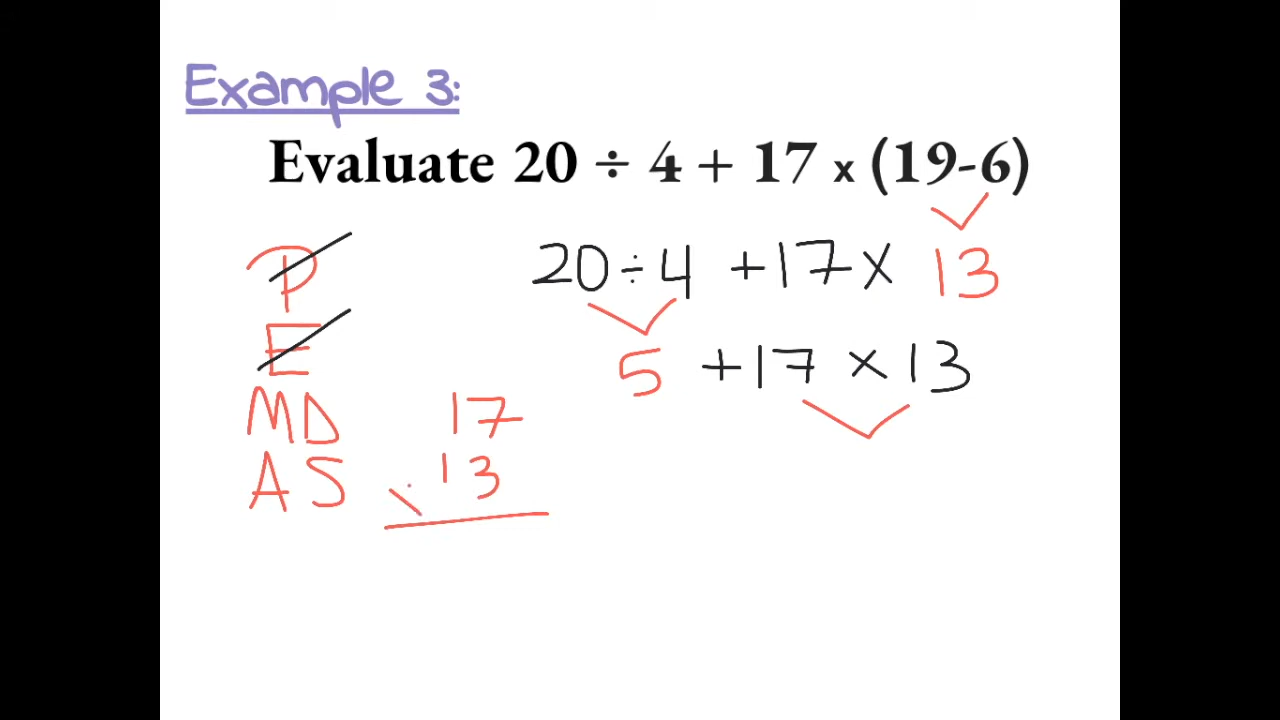 Example 3:
Evaluate 20 ÷ 4 + 17 x (19-6)
P
20 ÷ 4 + 17 × 13
E
5 + 17 × 13
MD
17
AS
13